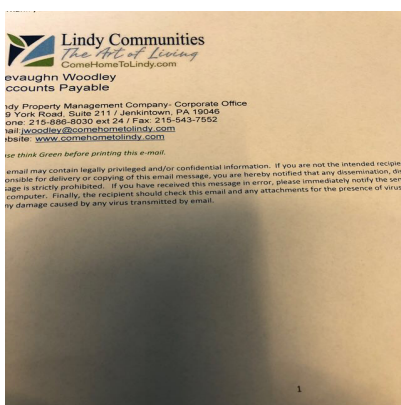 Lindy Communities
The Art of Living
ComeHomeToLindy.com
evaughn Woodley
ccounts Payable
ndy Property Management Company- Corporate Office
9 York Road, Suite 211 / Jenkintown, PA 19046
one: 215-886-8030 ext 24 / Fax: 215-543-7552
ail:jwoodley@comehometolindy.com
ebsite: www.comehometolindy.com
se think Green before printing this e-mail.
email may contain legally privileged and/or confidential information. If you are not the intended recipie
onsible for delivery or copying of this email message, you are hereby notified that any dissemination, di
sage is strictly prohibited. If you have received this message in error, please immediately notify the sen
computer. Finally, the recipient should check this email and any attachments for the presence of virus
ny damage caused by any virus transmitted by email.
1